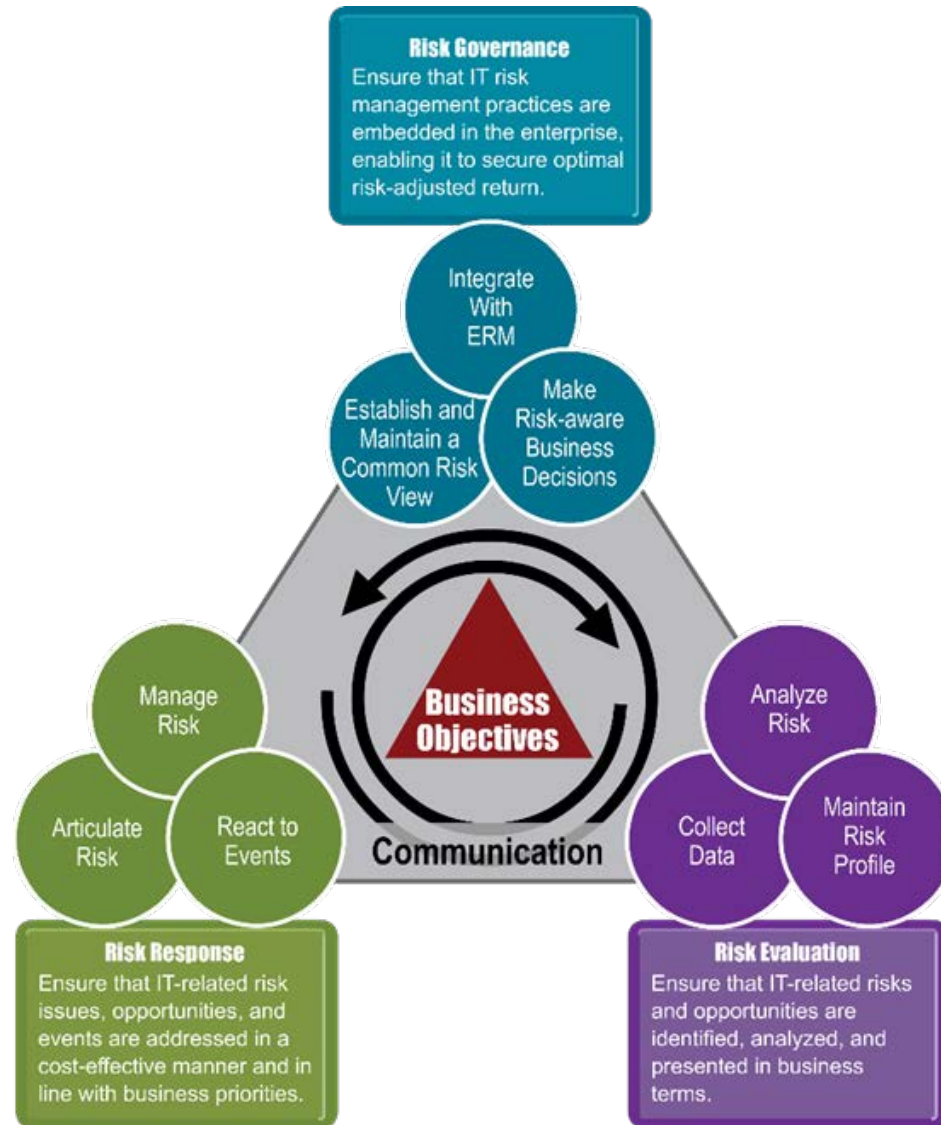 Risk Governance
Ensure that IT risk
management practices are
embedded in the enterprise,
enabling it to secure optimal
risk-adjusted return.
Integrate
With
ERM
Establish and
Maintain a
Common Risk
View
Make
Risk-aware
Business
Decisions
Business
Objectives
Communication
Manage
Risk
Articulate
Risk
React to
Events
Analyze
Risk
Collect
Data
Maintain
Risk
Profile
Risk Response
Ensure that IT-related risk
issues, opportunities, and
events are addressed in a
cost-effective manner and in
line with business priorities.
Risk Evaluation
Ensure that IT-related risks
and opportunities are
identified, analyzed, and
presented in business
terms.